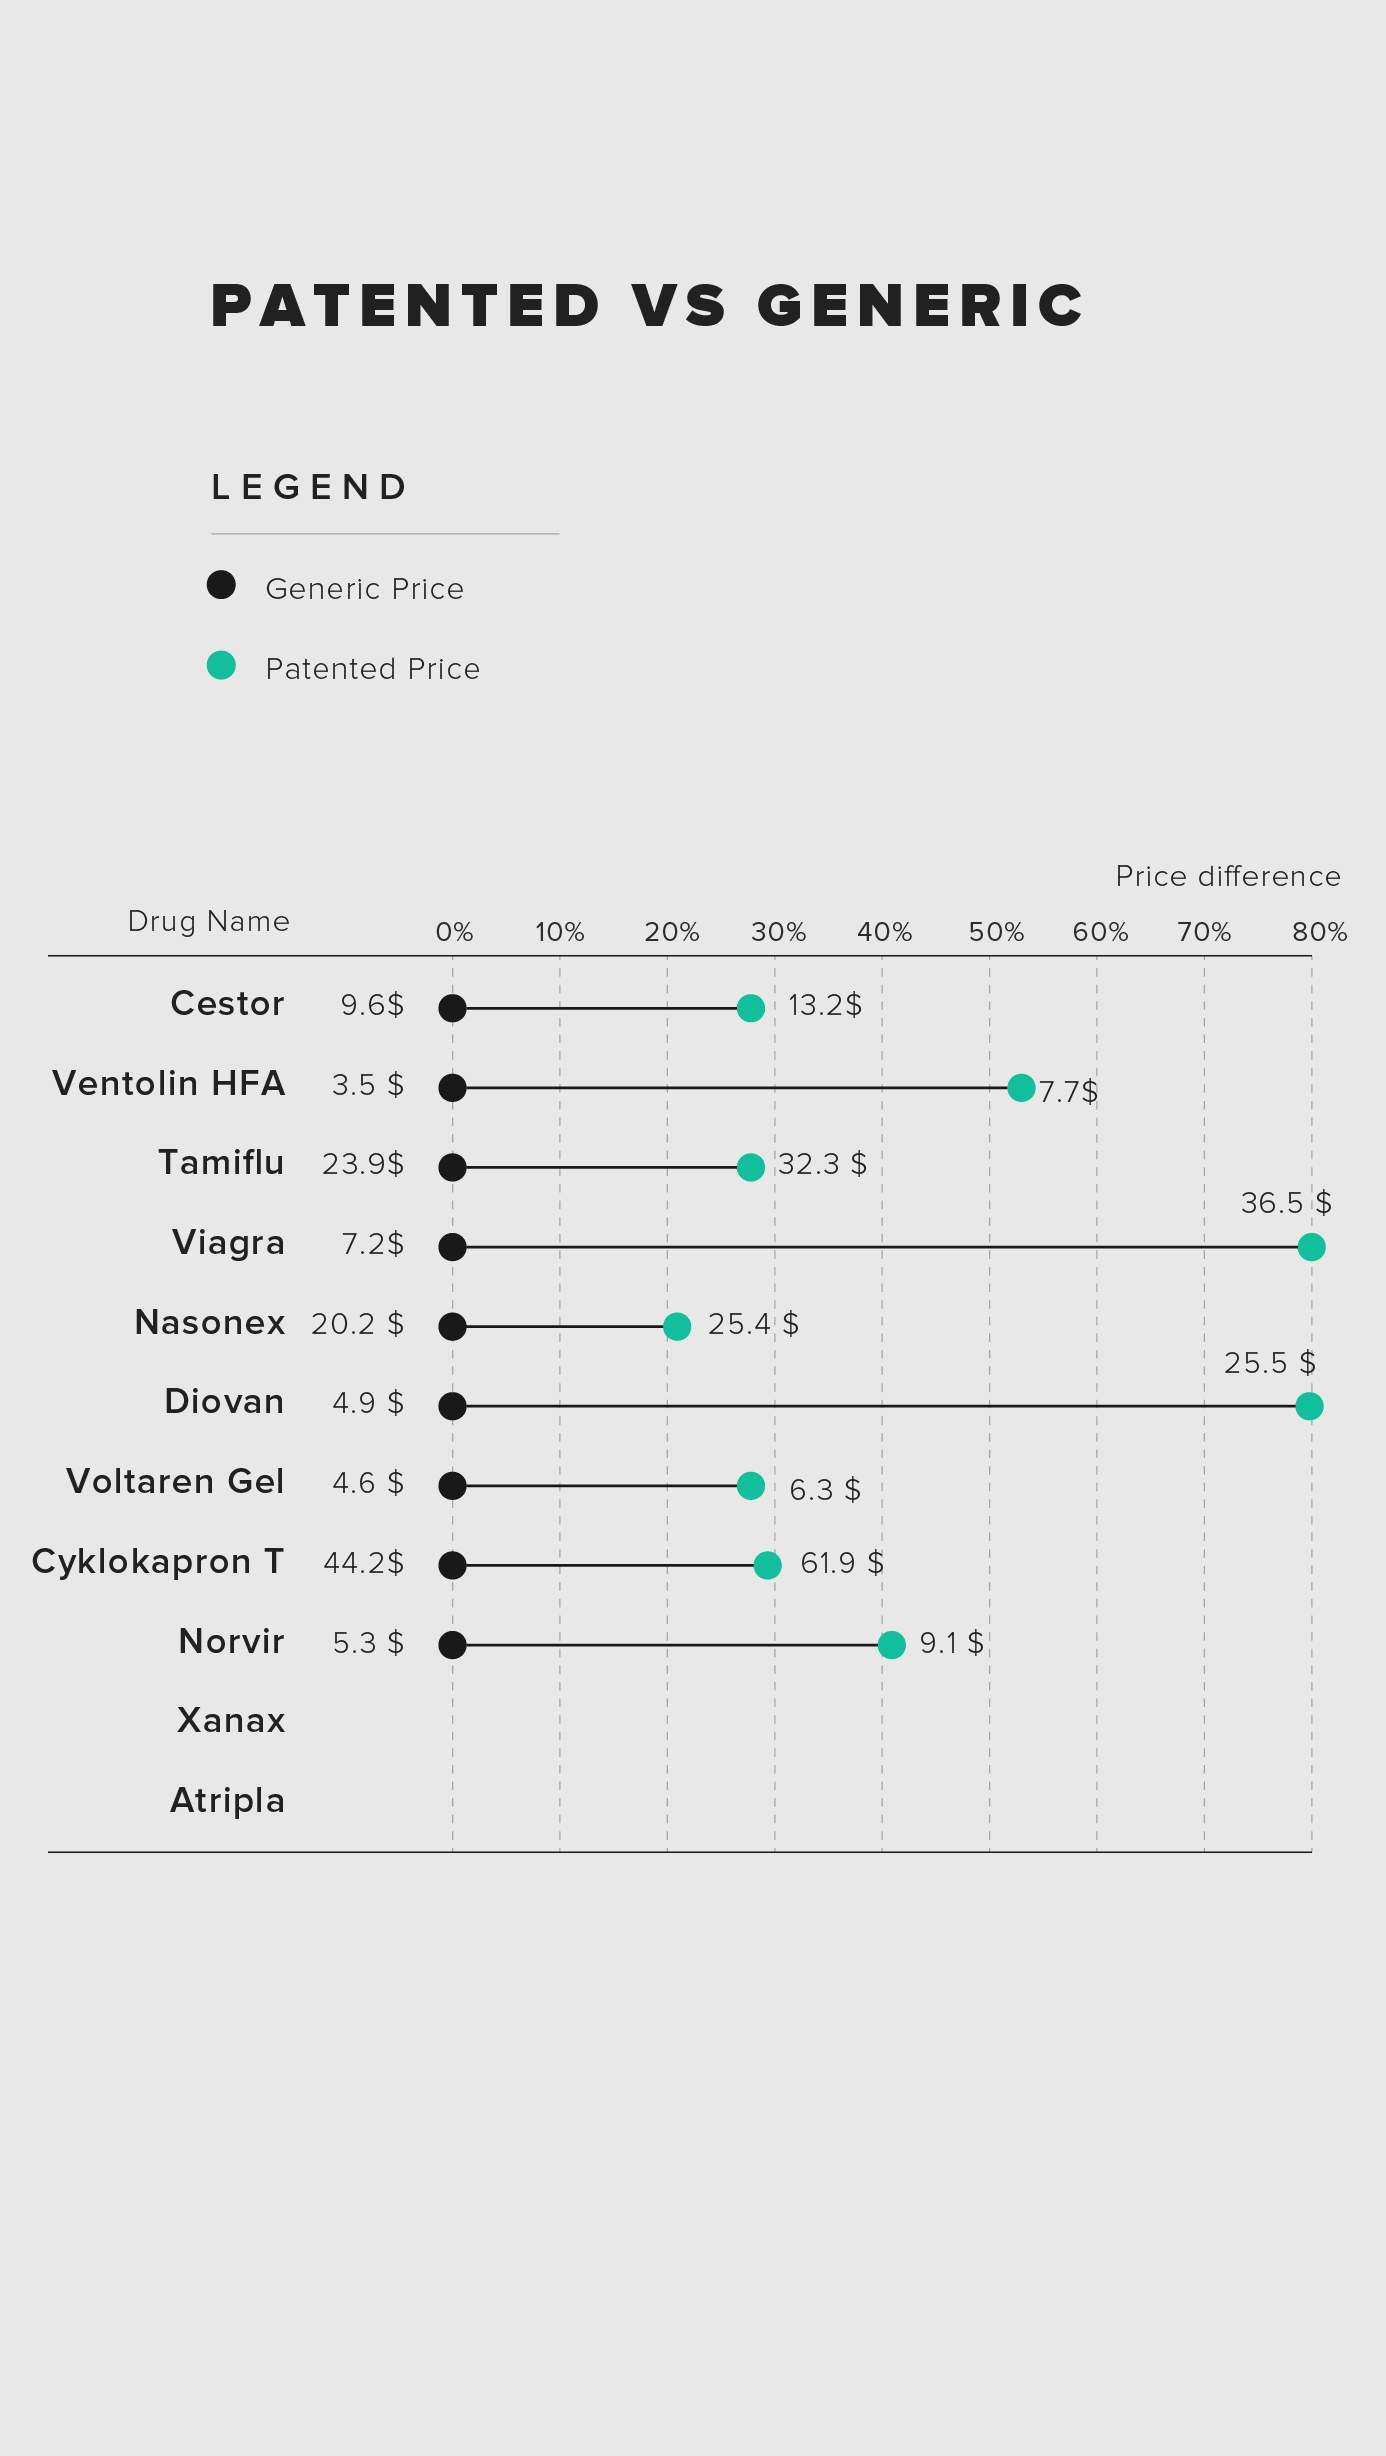 PATENTED VS GENERIC
LEGEND
Generic Price
Patented Price
Price difference
Drug Name 0% 10% 20% 30% 40% 50% 60% 70% 80%
Cestor 9.6$ 13.2$
Ventolin HFA 3.5 $ 7.7$
Tamiflu 23.9$ 32.3 $
36.5 $
Viagra 7.2$
Nasonex 20.2 $ 25.4 $
25.5 $
Diovan 4.9 $
Voltaren Gel 4.6 $ 6.3 $
Cyklokapron T 44.2$ 61.9 $
Norvir 5.3 $ 9.1 $
Xanax
Atripla